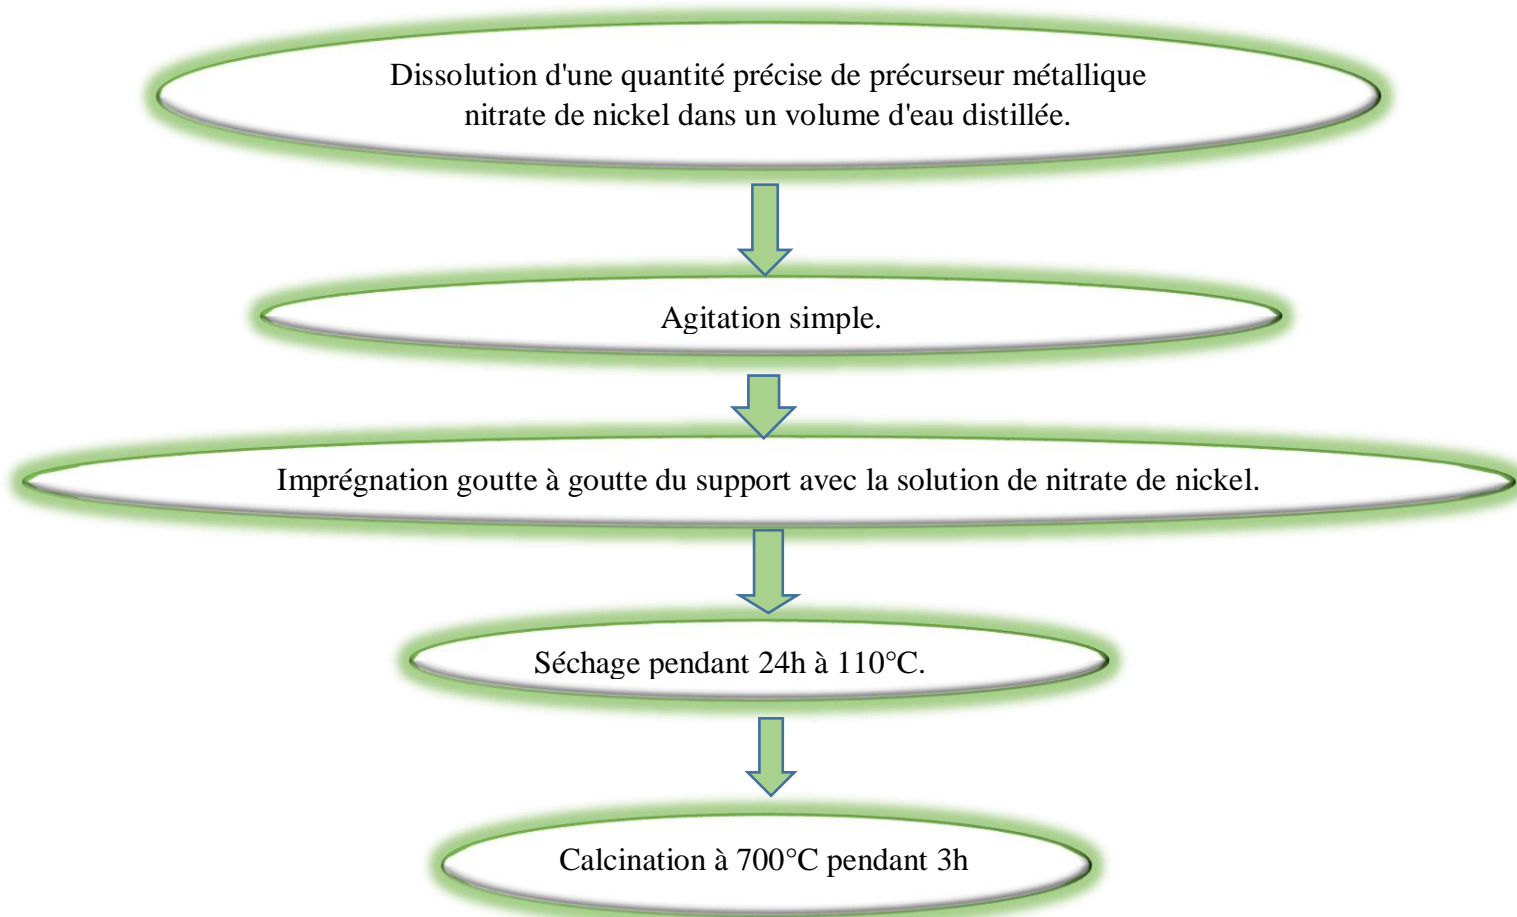 Dissolution d'une quantité précise de précurseur métallique
nitrate de nickel dans un volume d'eau distillée.
Agitation simple.
Imprégnation goutte à goutte du support avec la solution de nitrate de nickel.
Séchage pendant 24h à 110°C.
Calcination à 700°C pendant 3h